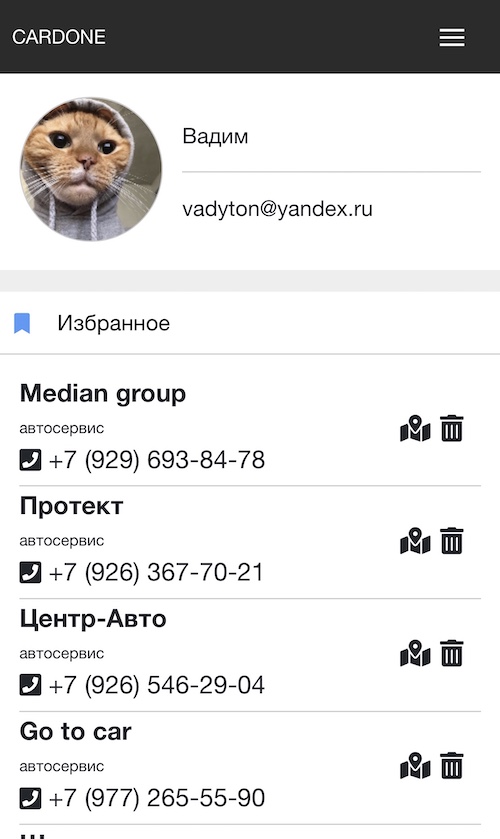 CARDONE
Вадим
vadyton@yandex.ru
Избранное
Median group
автосервис
+7 (929) 693-84-78
Протект
автосервис
+7 (926) 367-70-21
Центр-Авто
автосервис
+7 (926) 546-29-04
Go to car
автосервис
+7 (977) 265-55-90